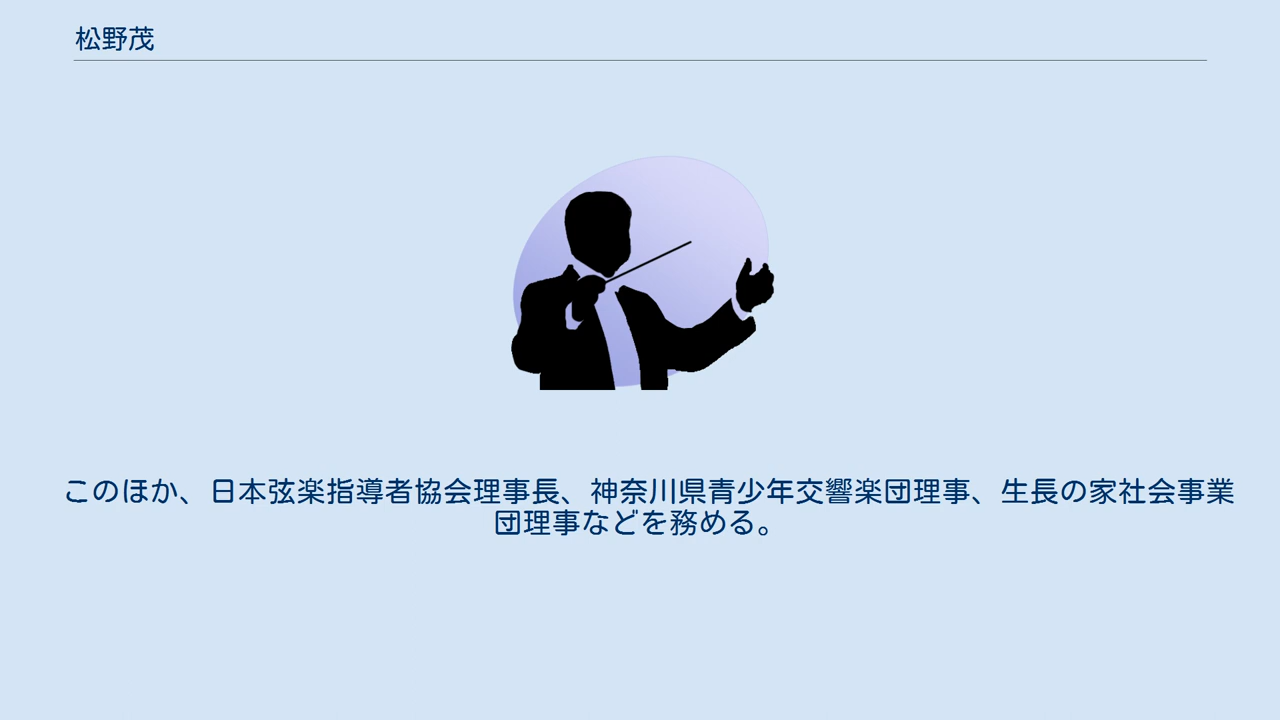 松野茂
このほか、日本弦楽指導者協会理事長、神奈川県青少年交響楽団理事、生長の家社会事業
団理事などを務める。